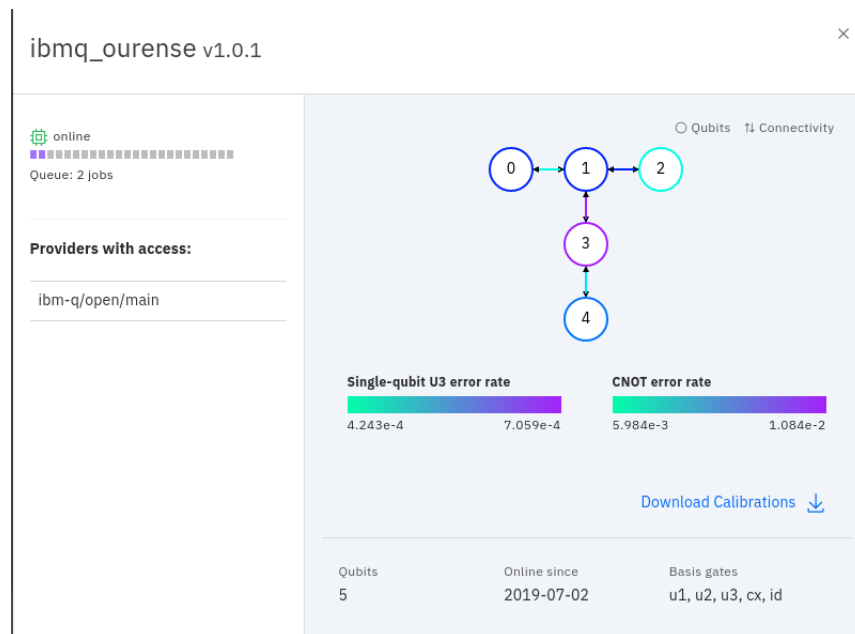 ibmq_ourense v1.0.1
online
Queue: 2 jobs
Providers with access:
ibm-q/open/main
Qubits Connectivity
0 1 2
3
4
Single-qubit U3 error rate
4.243e-4 7.059e-4
CNOT error rate
5.984e-3 1.084e-2
Download Calibrations
Qubits
5
Online since
2019-07-02
Basis gates
u1, u2, u3, cx, id